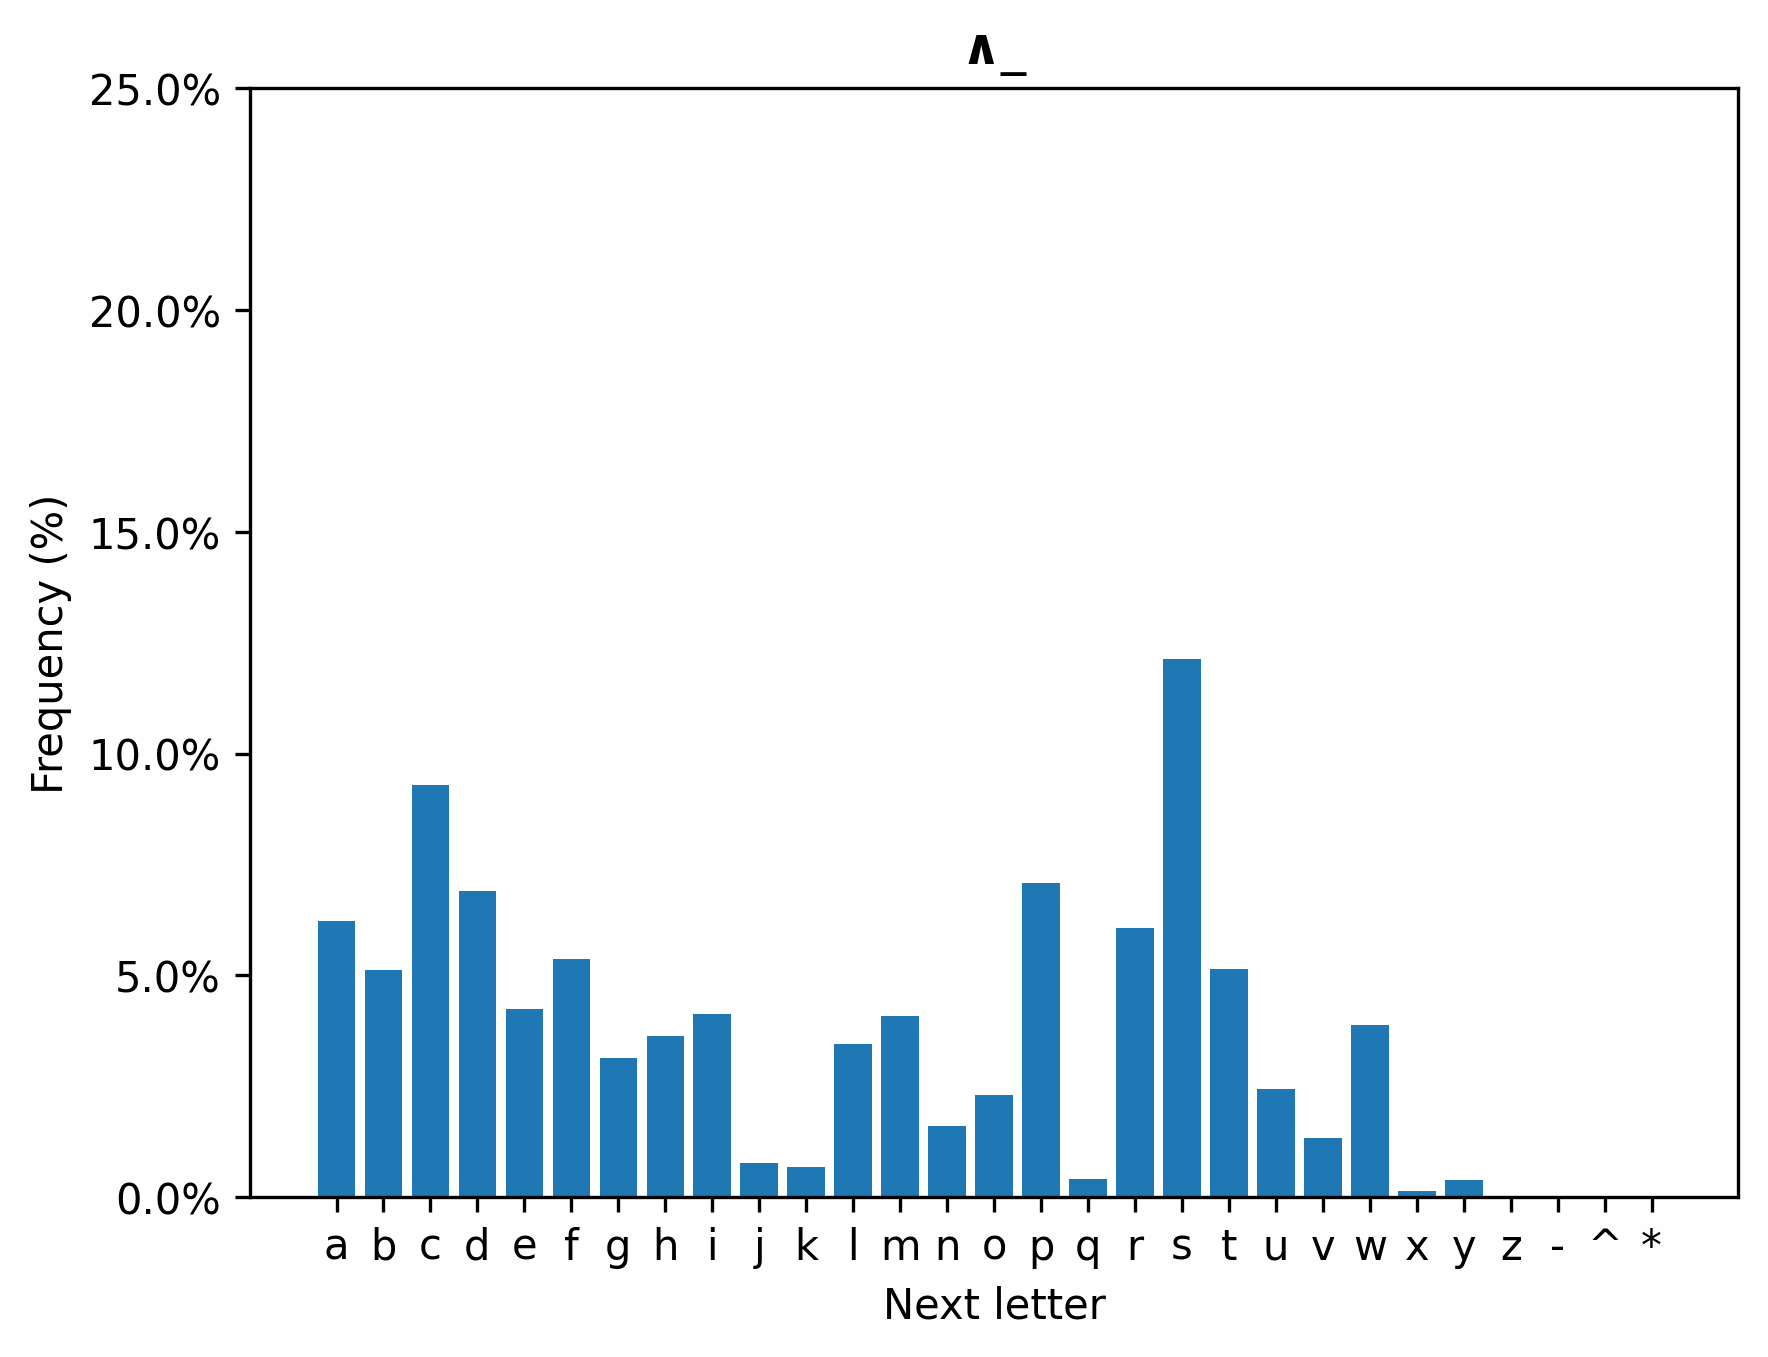 ∧_
25.0%
20.0%
15.0%
10.0%
5.0%
0.0%
Frequency (%)
a b c d e f g h i j k l m n o p q r s t u v w x y z - ^ *
Next letter